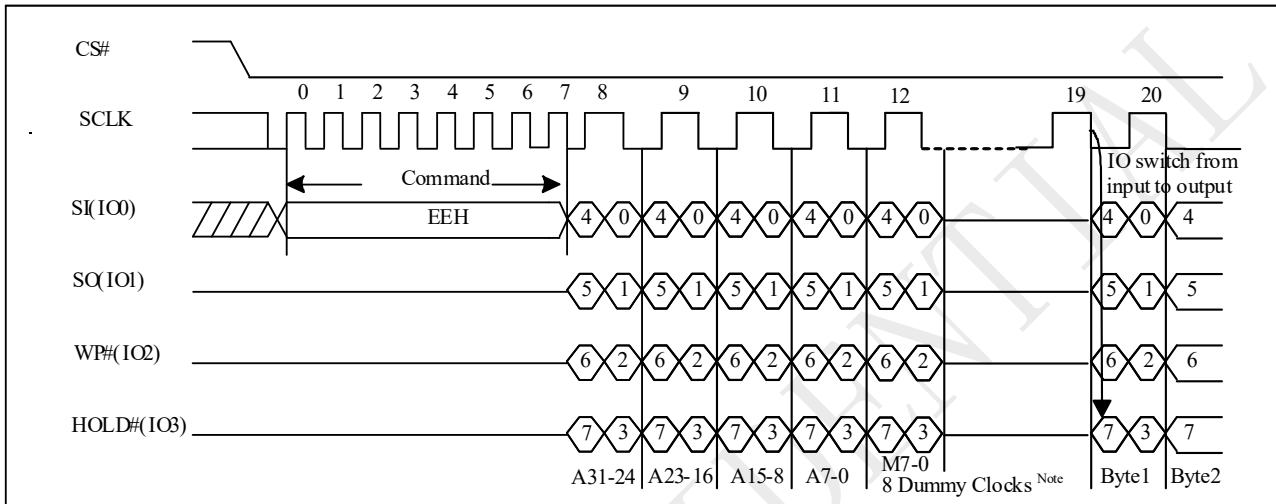 CS#
0 1 2 3 4 5 6 7 8 9 10 11 12 19 20
SCLK
IO switch from
input to output
Command
SI(IO0)
EEH
4 0 4 0 4 0 4 0 4 0 4 0 4
SO(IO1)
5 1 5 1 5 1 5 1 5 1 5 1 5
WP#(IO2)
6 2 6 2 6 2 6 2 6 2 6 2 6
HOLD#(IO3)
7 3 7 3 7 3 7 3 7 3 7 3 7
A31-24 A23-16 A15-8 A7-0 M7-0 Byte1 Byte2
8 Dummy Clocks Note